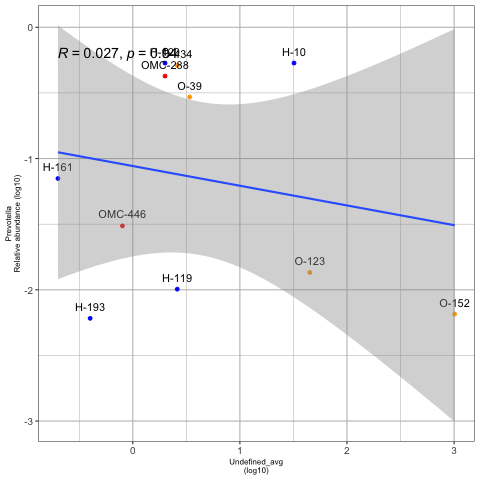 0
-1
-2
-3
R = 0.027, p = 0.94
OMC-288
H-10
O-39
H-161
OMC-446
O-123
H-119
O-152
H-193
0
1
2
3
Undefined_avg
(log10)
Prevotella
Relative abundance (log10)